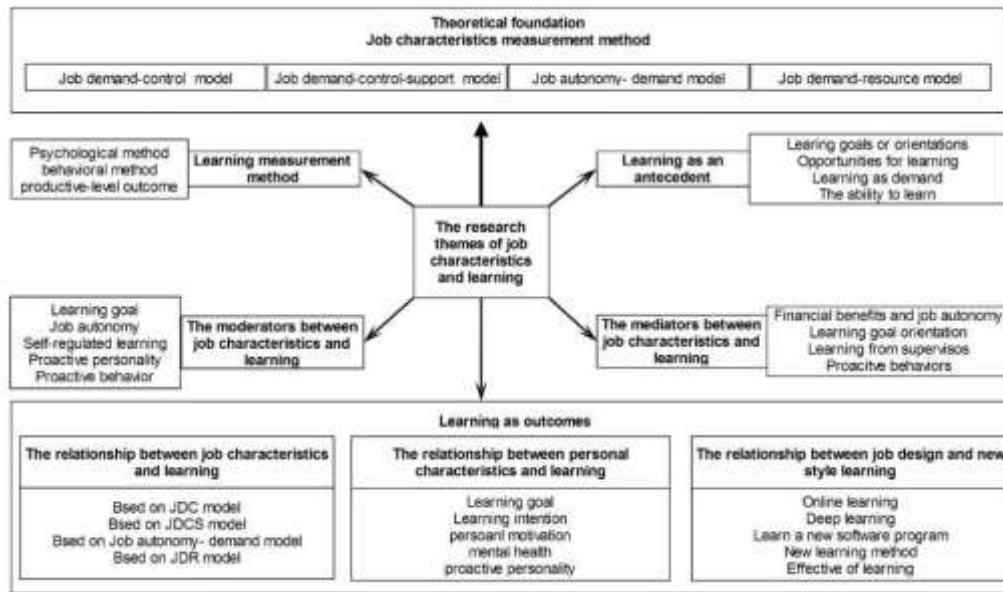 Theoretical foundation
Job characteristics measurement method
Job demand-control model
Job demand-control-support model
Job autonomy- demand model
Job demand-resource model
Psychological method
behavioral method
productive-level outcome
Learning measurement
method
Learning as an
antecedent
Learing goals or orientations
Opportunities for learning
Learning as demand
The ability to learn
The research
themes of job
characteristics
and learning
Learning goal
Job autonomy
Self-regulated learning
Proactive personality
Proactive behavior
The moderators between
job characteristics and
learning
The mediators between
job characteristics and
learning
Financial benefits and job autonomy
Learning goal orientation
Learning from supervisos
Proacitve behaviors
Learning as outcomes
The relationship between job characteristics
and learning
Bsed on JDC model
Bsed on JDCS model
Bsed on Job autonomy- demand model
Bsed on JDR model
The relationship between personal
characteristics and learning
Learning goal
Learning intention
persoanl motivation
mental health
proactive personality
The relationship between job design and new
style learning
Online learning
Deep learning
Learn a new software program
New learning method
Effective of learning